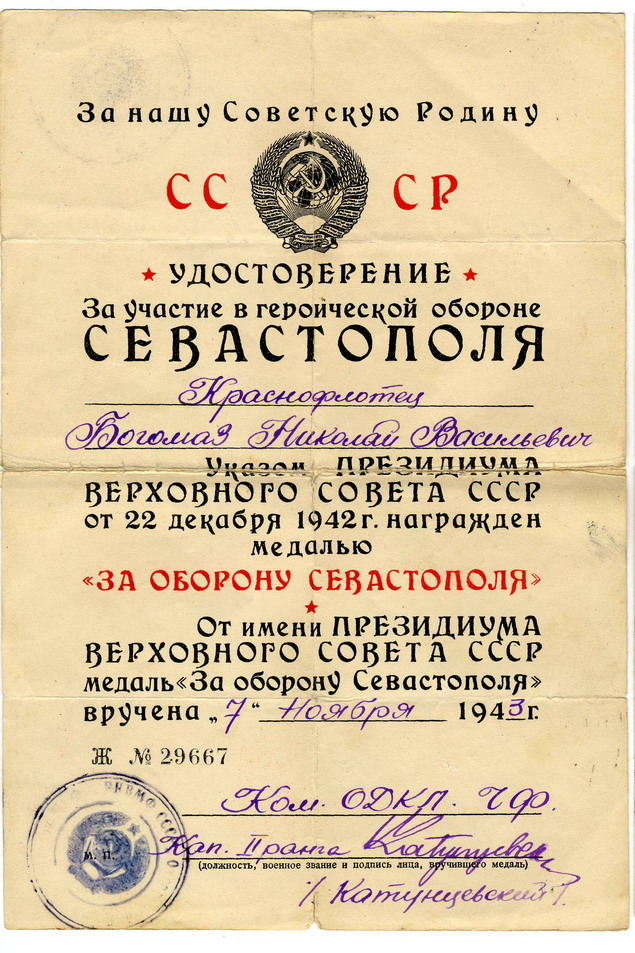 За нашу Советскую Родину
СССР
УДОСТОВЕРЕНИЕ
За участие в героической обороне
СЕВАСТОПОЛЯ
Краснофлотец
Богомаз Николай Васильевич
Указом ПРЕЗИДИУМА
ВЕРХОВНОГО СОВЕТА СССР
от 22 декабря 1942 г. награжден
медалью
«ЗА ОБОРОНУ СЕВАСТОПОЛЯ»
От имени ПРЕЗИДИУМА
ВЕРХОВНОГО СОВЕТА СССР
медаль «За оборону Севастополя»
вручена „7“ Ноября 1943 г.
Ж № 29667
Ком. ОДКЛ. ЧФ.
Кап. II ранга
м. п.
(должность, военное звание и подпись лица, вручившего медаль)
/Катунцевский/.